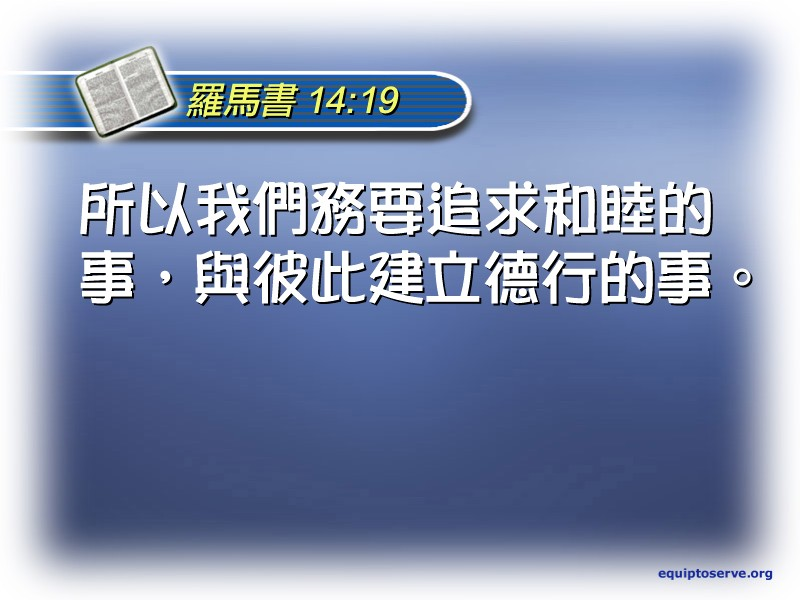 羅馬書 14:19
所以我們務要追求和睦的
事，與彼此建立德行的事。
equiptoserve.org